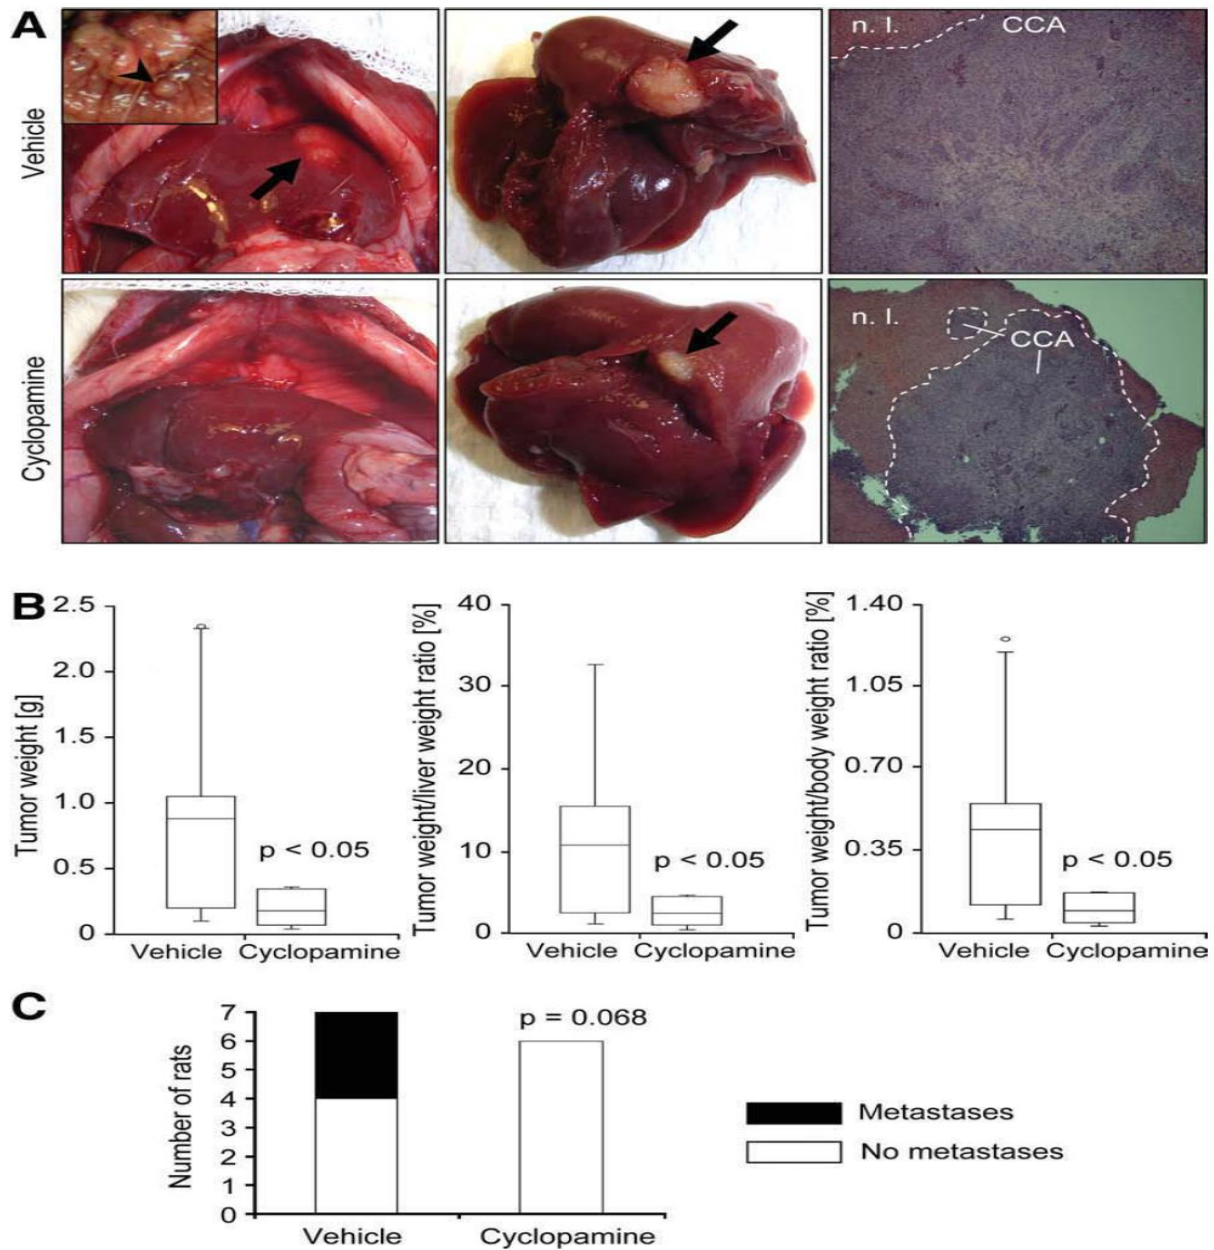 A
Vehicle
n. l.
CCA
Cyclopamine
n. l.
CCA
B
Tumor weight [g]
2.5
2.0
1.5
1.0
0.5
0
p < 0.05
Vehicle Cyclopamine
Tumor weight/liver weight ratio [%]
40
30
20
10
0
p < 0.05
Vehicle Cyclopamine
Tumor weight/body weight ratio [%]
1.40
1.05
0.70
0.35
0
p < 0.05
Vehicle Cyclopamine
C
Number of rats
7
6
5
4
3
2
1
0
p = 0.068
Vehicle Cyclopamine
Metastases
No metastases